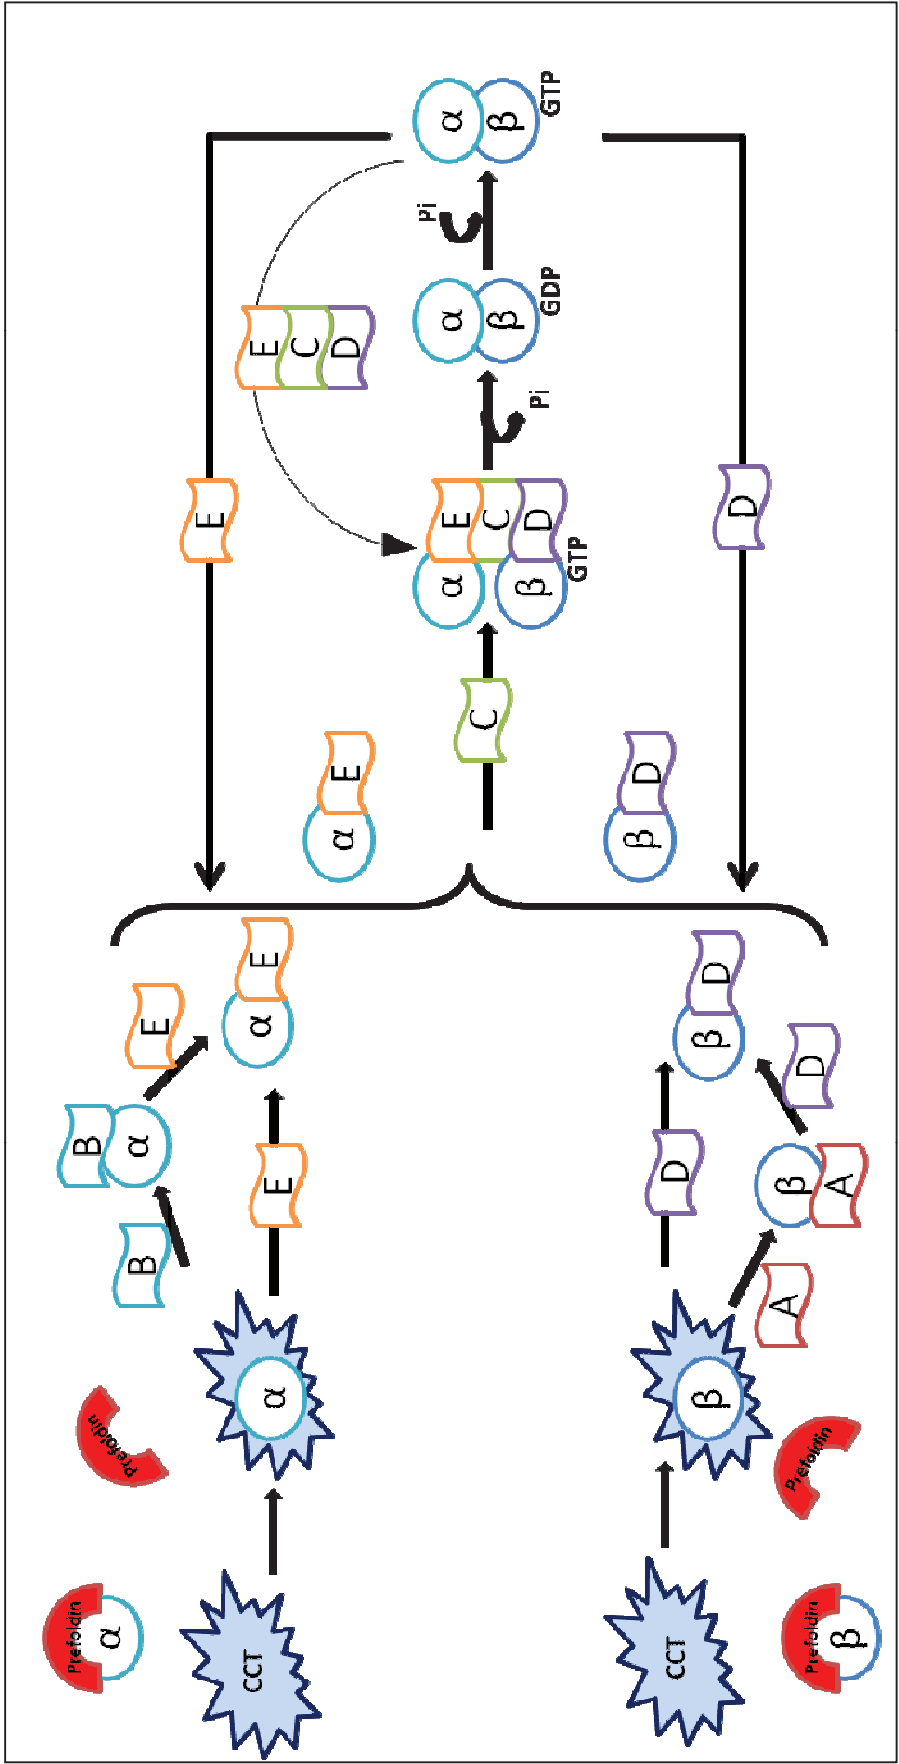 Prefoldin
α
CCT
Prefoldin
α
B
B
α
E
E
α
E
E
α
E
C
α
E
C
D
β
GTP
E
C
D
Pi
α
β
GDP
Pi
α
β
GTP
β
D
D
CCT
Prefoldin
β
β
Prefoldin
D
A
β
A
D
β
D